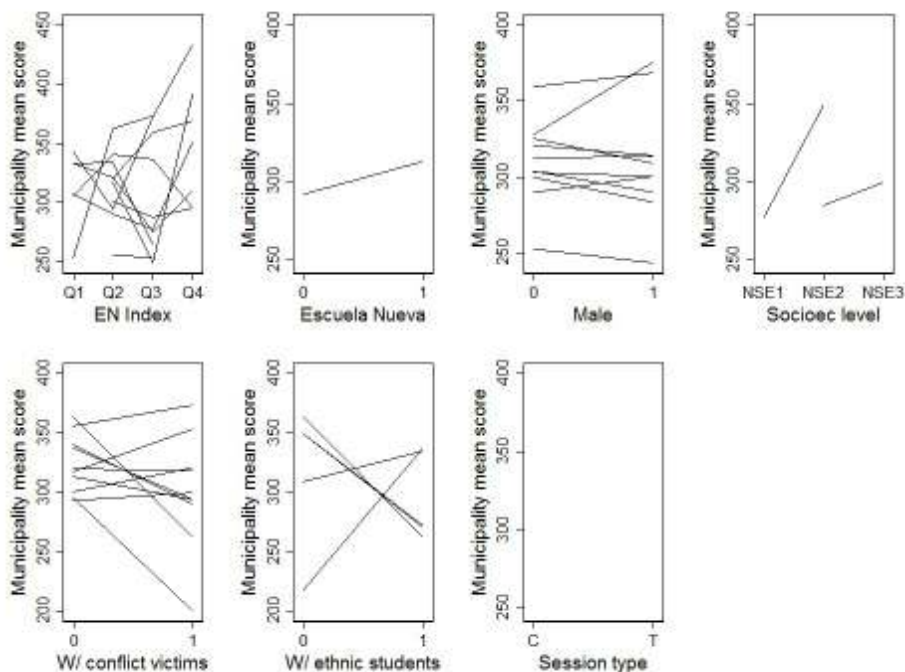 Municipality mean score
450
400
350
300
250
Q1 Q2 Q3 Q4
EN Index
Municipality mean score
400
350
300
250
0 1
Escuela Nueva
Municipality mean score
400
350
300
250
0 1
Male
Municipality mean score
400
350
300
250
NSE1 NSE2 NSE3
Socioec level
Municipality mean score
400
350
300
250
200
0 1
W/ conflict victims
Municipality mean score
400
350
300
250
200
0 1
W/ ethnic students
Municipality mean score
400
350
300
250
C T
Session type